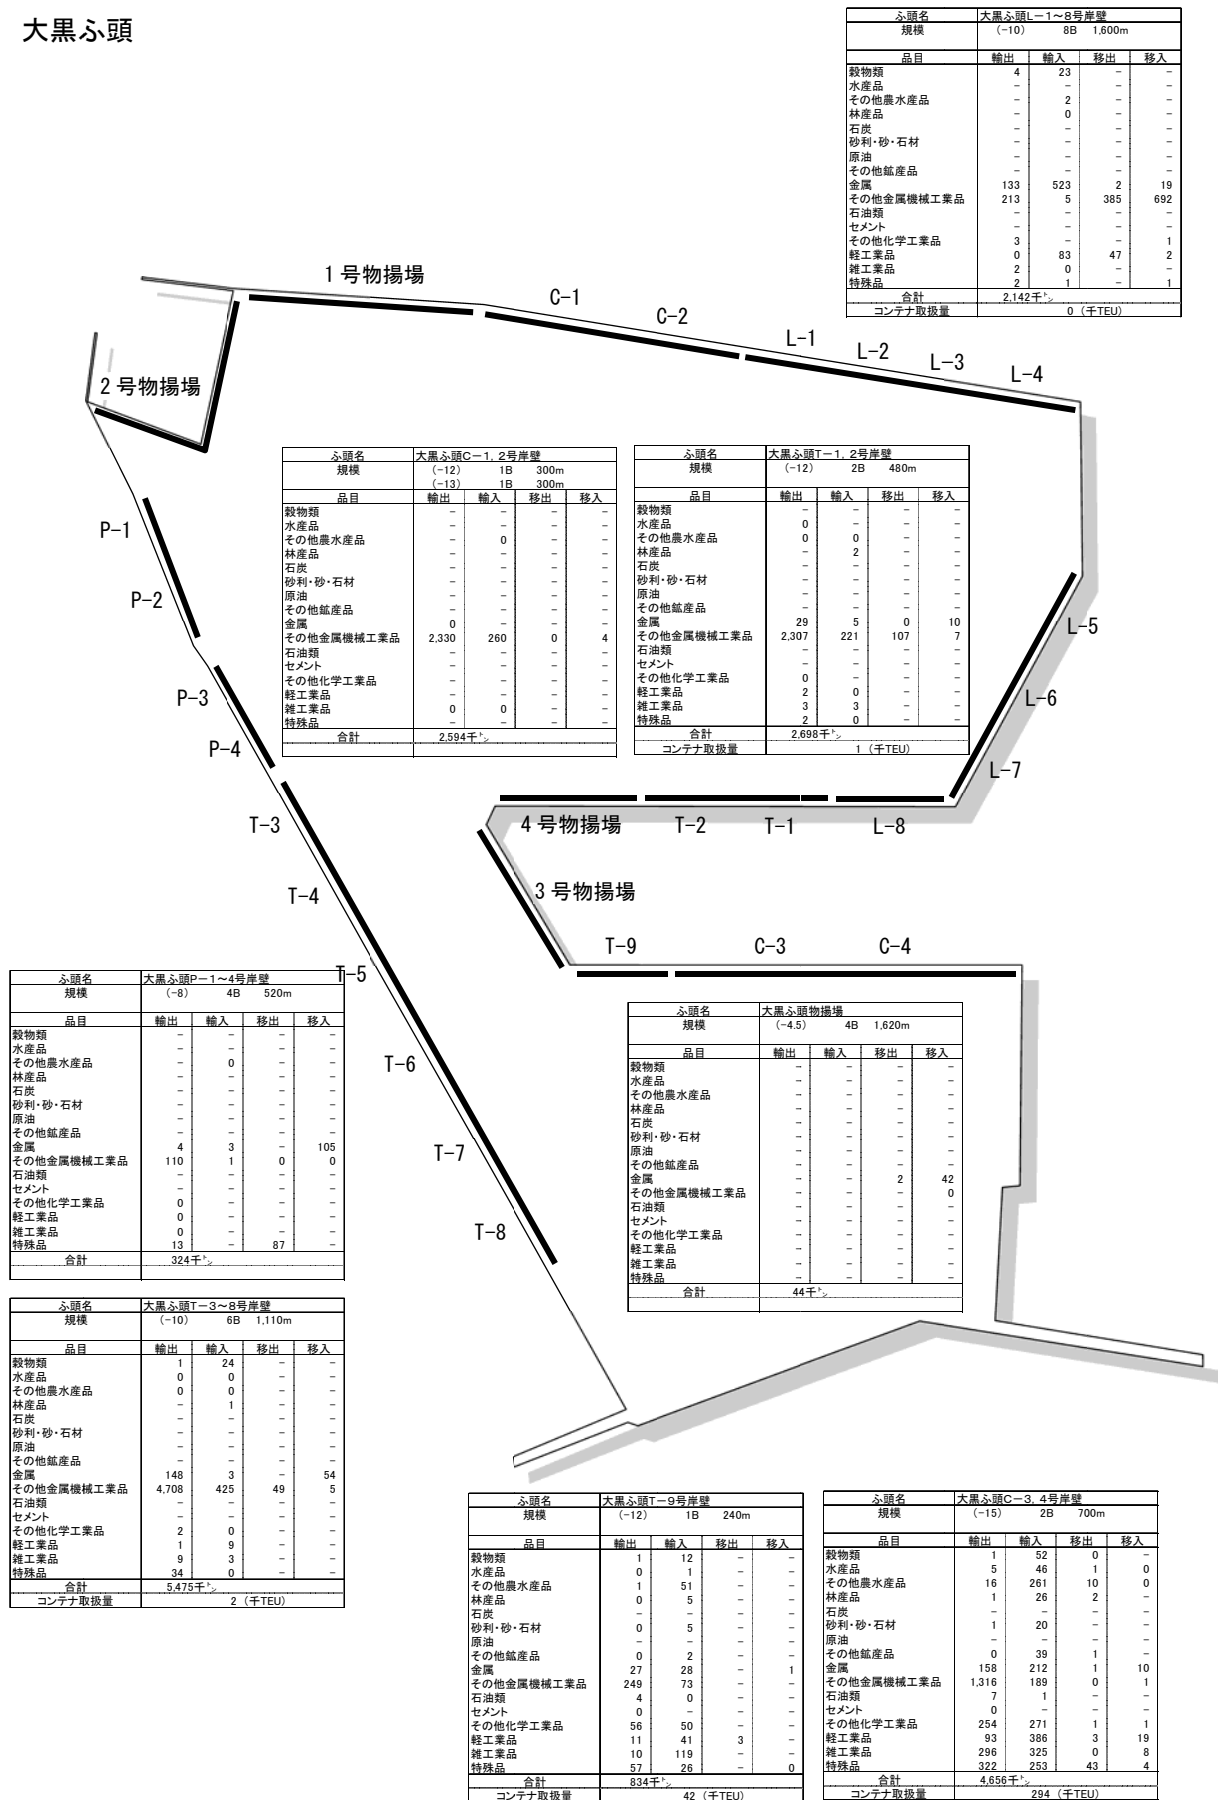 大黒ふ頭
ふ頭名 大黒ふ頭L－1～8号岸壁
規模 (-10) 8B 1,600m
品目 輸出 輸入 移出 移入
穀物類 4 23 - -
水産品 - - - -
その他農水産品 - 2 - -
林産品 - 0 - -
石炭 - - - -
砂利・砂・石材 - - - -
原油 - - - -
その他鉱産品 - - - -
金属 133 523 2 19
その他金属機械工業品 213 5 385 692
石油類 - - - -
セメント - - - -
その他化学工業品 3 - - 1
軽工業品 0 83 47 2
雑工業品 2 0 - -
特殊品 2 1 - 1
合計 2,142千㌧
コンテナ取扱量 0 (千TEU)
1号物揚場
C-1
C-2
L-1
L-2
L-3
L-4
2号物揚場
ふ頭名 大黒ふ頭C－1, 2号岸壁
規模 (-12) 1B 300m
(-13) 1B 300m
品目 輸出 輸入 移出 移入
穀物類 - - - -
水産品 - - - -
その他農水産品 - 0 - -
林産品 - - - -
石炭 - - - -
砂利・砂・石材 - - - -
原油 - - - -
その他鉱産品 - - - -
金属 0 - - -
その他金属機械工業品 2,330 260 0 4
石油類 - - - -
セメント - - - -
その他化学工業品 - - - -
軽工業品 - - - -
雑工業品 0 0 - -
特殊品 - - - -
合計 2,594千㌧
ふ頭名 大黒ふ頭T－1, 2号岸壁
規模 (-12) 2B 480m
品目 輸出 輸入 移出 移入
穀物類 - - - -
水産品 0 - - -
その他農水産品 0 0 - -
林産品 - 2 - -
石炭 - - - -
砂利・砂・石材 - - - -
原油 - - - -
その他鉱産品 - - - -
金属 29 5 0 10
その他金属機械工業品 2,307 221 107 7
石油類 - - - -
セメント - - - -
その他化学工業品 0 - - -
軽工業品 2 0 - -
雑工業品 3 3 - -
特殊品 2 0 - -
合計 2,698千㌧
コンテナ取扱量 1 (千TEU)
P-1
P-2
P-3
P-4
L-5
L-6
L-7
T-3
4号物揚場
T-2
T-1
L-8
T-4
3号物揚場
T-9
C-3
C-4
T-5
T-6
T-7
T-8
ふ頭名 大黒ふ頭P－1～4号岸壁
規模 (-8) 4B 520m
品目 輸出 輸入 移出 移入
穀物類 - - - -
水産品 - - - -
その他農水産品 - 0 - -
林産品 - - - -
石炭 - - - -
砂利・砂・石材 - - - -
原油 - - - -
その他鉱産品 - - - -
金属 4 3 - 105
その他金属機械工業品 110 1 0 0
石油類 - - - -
セメント - - - -
その他化学工業品 0 - - -
軽工業品 0 - - -
雑工業品 0 - - -
特殊品 13 - 87 -
合計 324千㌧
ふ頭名 大黒ふ頭物揚場
規模 (-4.5) 4B 1,620m
品目 輸出 輸入 移出 移入
穀物類 - - - -
水産品 - - - -
その他農水産品 - - - -
林産品 - - - -
石炭 - - - -
砂利・砂・石材 - - - -
原油 - - - -
その他鉱産品 - - - -
金属 - - 2 42
その他金属機械工業品 - - - 0
石油類 - - - -
セメント - - - -
その他化学工業品 - - - -
軽工業品 - - - -
雑工業品 - - - -
特殊品 - - - -
合計 44千㌧
ふ頭名 大黒ふ頭T－3～8号岸壁
規模 (-10) 6B 1,110m
品目 輸出 輸入 移出 移入
穀物類 1 24 - -
水産品 0 0 - -
その他農水産品 0 0 - -
林産品 - 1 - -
石炭 - - - -
砂利・砂・石材 - - - -
原油 - - - -
その他鉱産品 - - - -
金属 148 3 - 54
その他金属機械工業品 4,708 425 49 5
石油類 - - - -
セメント - - - -
その他化学工業品 2 0 - -
軽工業品 1 9 - -
雑工業品 9 3 - -
特殊品 34 0 - -
合計 5,475千㌧
コンテナ取扱量 2 (千TEU)
ふ頭名 大黒ふ頭T－9号岸壁
規模 (-12) 1B 240m
品目 輸出 輸入 移出 移入
穀物類 1 12 - -
水産品 0 1 - -
その他農水産品 1 51 - -
林産品 0 5 - -
石炭 - - - -
砂利・砂・石材 0 5 - -
原油 - - - -
その他鉱産品 0 2 - -
金属 27 28 - 1
その他金属機械工業品 249 73 - -
石油類 4 0 - -
セメント 0 - - -
その他化学工業品 56 50 - -
軽工業品 11 41 3 -
雑工業品 10 119 - -
特殊品 57 26 - 0
合計 834千㌧
コンテナ取扱量 42 (千TEU)
ふ頭名 大黒ふ頭C－3, 4号岸壁
規模 (-15) 2B 700m
品目 輸出 輸入 移出 移入
穀物類 1 52 0 -
水産品 5 46 1 0
その他農水産品 16 261 10 0
林産品 1 26 2 -
石炭 - - - -
砂利・砂・石材 1 20 - -
原油 - - - -
その他鉱産品 0 39 1 -
金属 158 212 1 10
その他金属機械工業品 1,316 189 0 1
石油類 7 1 - -
セメント 0 - - -
その他化学工業品 254 271 1 1
軽工業品 93 386 3 19
雑工業品 296 325 0 8
特殊品 322 253 43 4
合計 4,656千㌧
コンテナ取扱量 294 (千TEU)